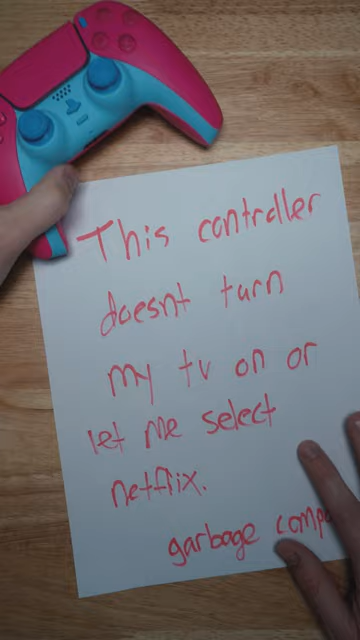 This controller
doesnt turn
my tv on or
let me select
netflix.
garbage